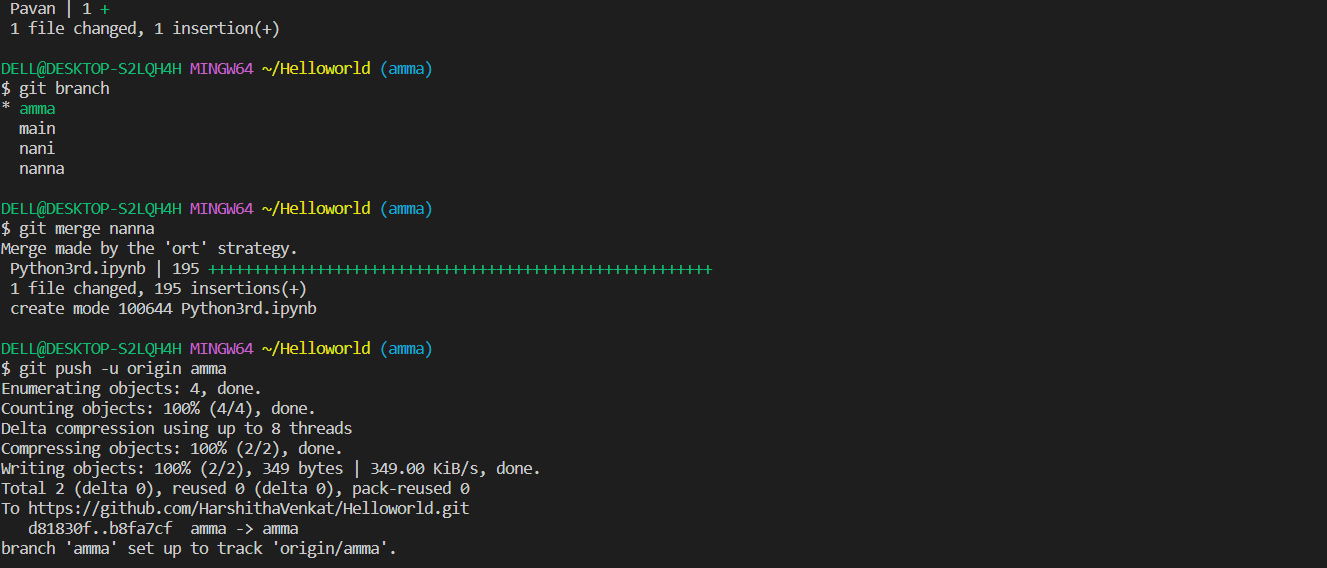 Pavan | 1 +
1 file changed, 1 insertion(+)
DELL@DESKTOP-S2LQH4H MINGW64 ~/Helloworld (amma)
$ git branch
* amma
main
nani
nanna
DELL@DESKTOP-S2LQH4H MINGW64 ~/Helloworld (amma)
$ git merge nanna
Merge made by the 'ort' strategy.
Python3rd.ipynb | 195 ++++++++++++++++++++++++++++++++++++++++++++++++++++++++
1 file changed, 195 insertions(+)
create mode 100644 Python3rd.ipynb
DELL@DESKTOP-S2LQH4H MINGW64 ~/Helloworld (amma)
$ git push -u origin amma
Enumerating objects: 4, done.
Counting objects: 100% (4/4), done.
Delta compression using up to 8 threads
Compressing objects: 100% (2/2), done.
Writing objects: 100% (2/2), 349 bytes | 349.00 KiB/s, done.
Total 2 (delta 0), reused 0 (delta 0), pack-reused 0
To https://github.com/HarshithaVenkat/Helloworld.git
d81830f..b8fa7cf  amma -> amma
branch 'amma' set up to track 'origin/amma'.